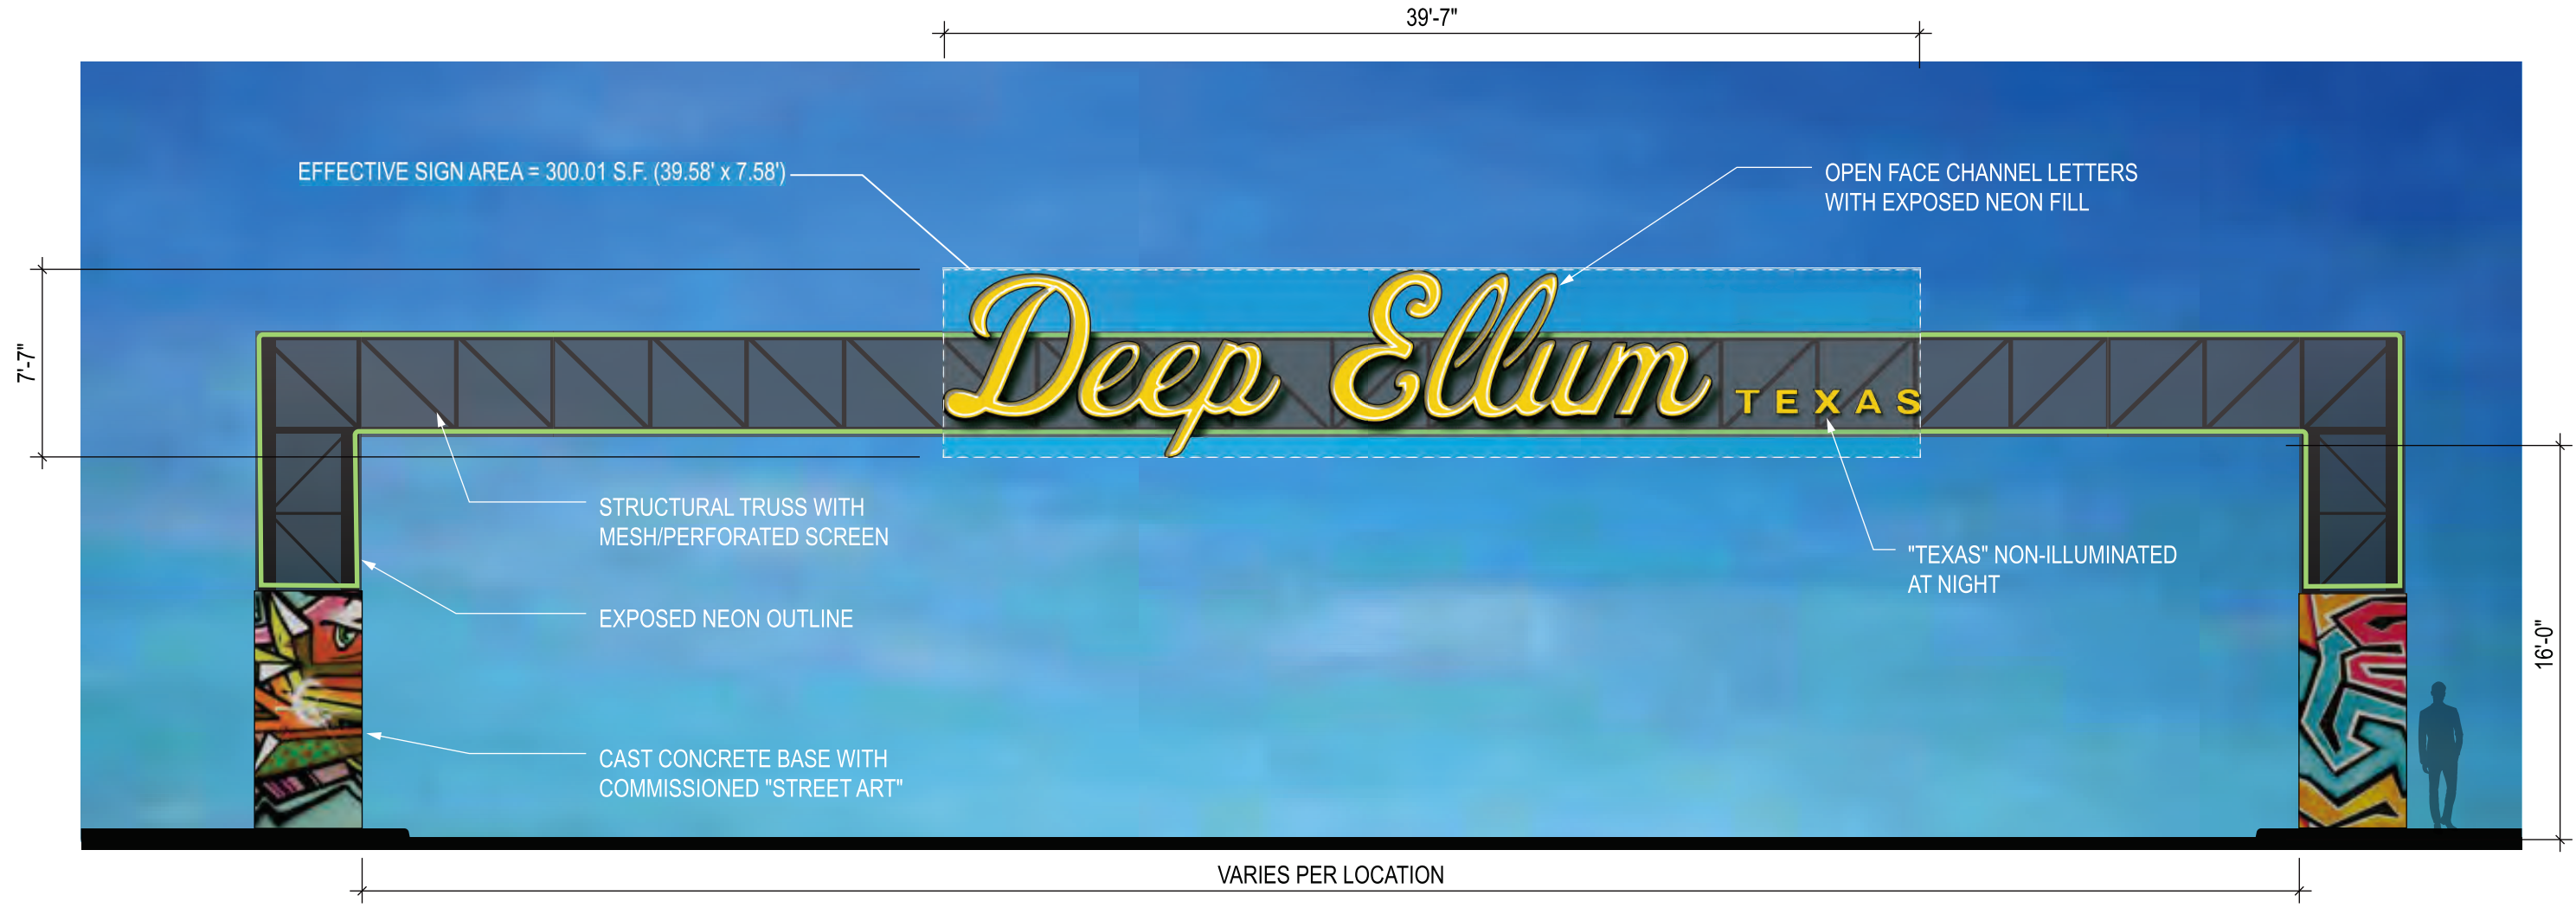 39'-7"
EFFECTIVE SIGN AREA = 300.01 S.F. (39.58' x 7.58')
OPEN FACE CHANNEL LETTERS
WITH EXPOSED NEON FILL
7'-7"
Deep Ellum TEXAS
STRUCTURAL TRUSS WITH
MESH/PERFORATED SCREEN
"TEXAS" NON-ILLUMINATED
AT NIGHT
EXPOSED NEON OUTLINE
16'-0"
CAST CONCRETE BASE WITH
COMMISSIONED "STREET ART"
VARIES PER LOCATION